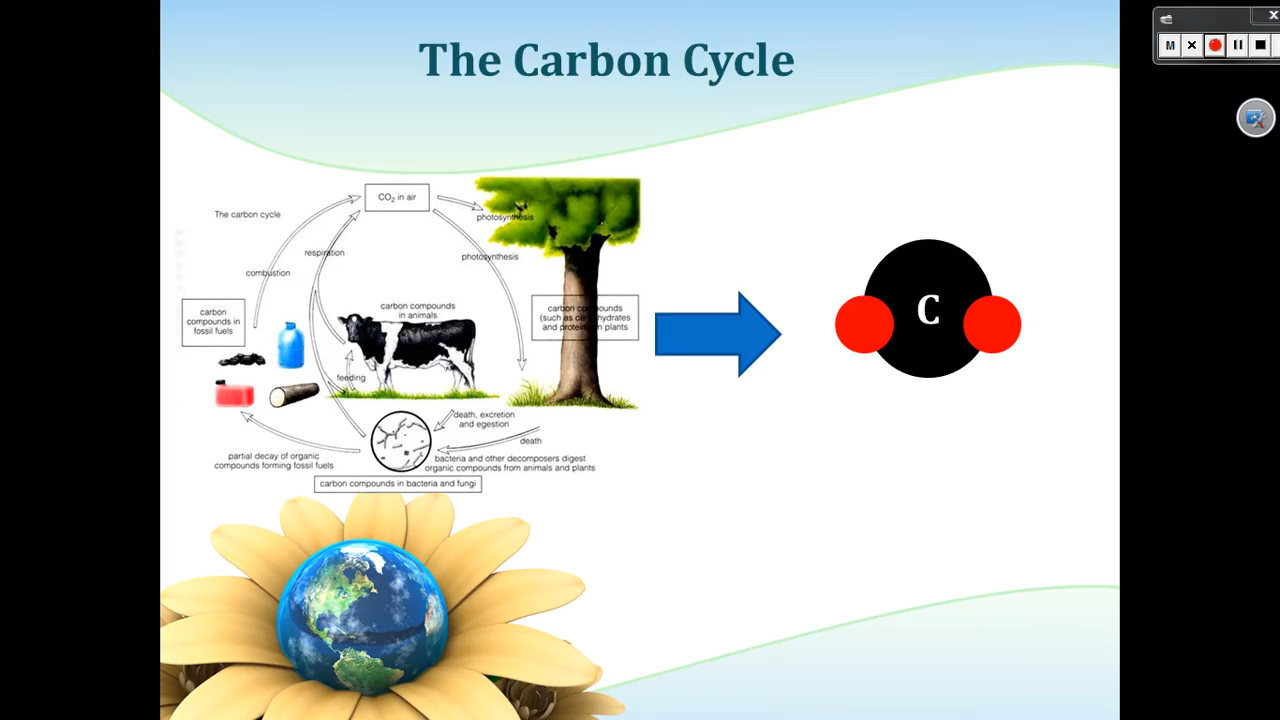 The Carbon Cycle
CO₂ in air
The carbon cycle
photosynthesis
respiration
photosynthesis
combustion
carbon
compounds in
fossil fuels
carbon compounds
in animals
carbon compounds
(such as carbohydrates
and proteins) in plants
C
feeding
death, excretion
and egestion
death
partial decay of organic
compounds forming fossil fuels
bacteria and other decomposers digest
organic compounds from animals and plants
carbon compounds in bacteria and fungi
M